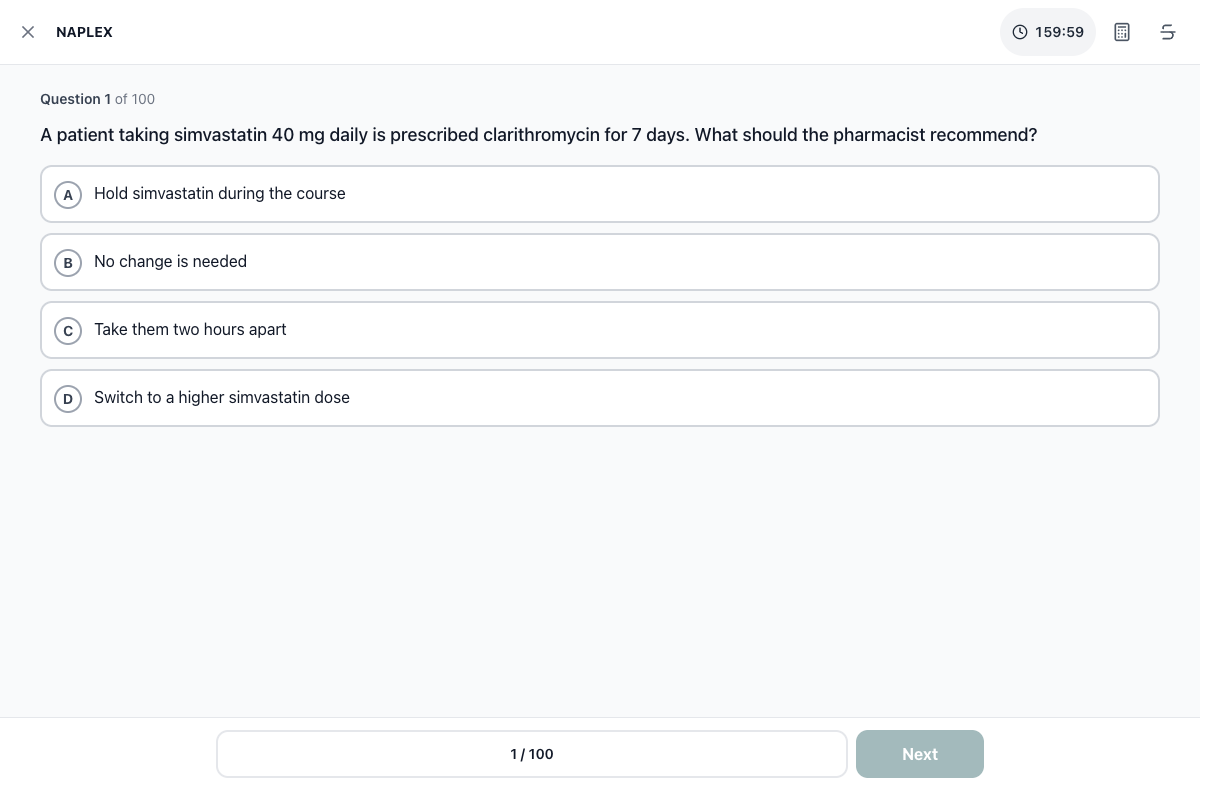 NAPLEX
159:59
Question 1 of 100
A patient taking simvastatin 40 mg daily is prescribed clarithromycin for 7 days. What should the pharmacist recommend?
A Hold simvastatin during the course
B No change is needed
C Take them two hours apart
D Switch to a higher simvastatin dose
1 / 100
Next